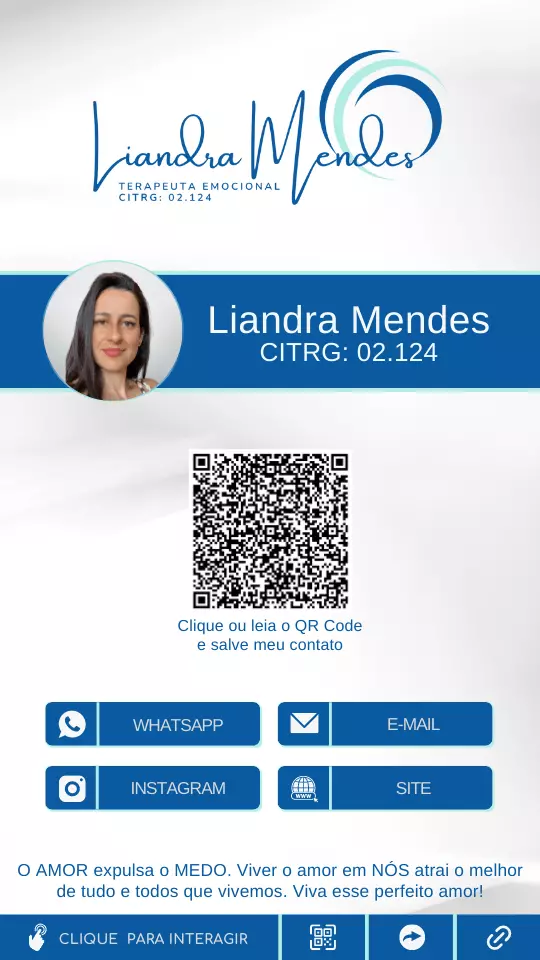 Liandra Mendes
TERAPEUTA EMOCIONAL
CITRG: 02.124
Liandra Mendes
CITRG: 02.124
Clique ou leia o QR Code
e salve meu contato
WHATSAPP
E-MAIL
INSTAGRAM
WWW
SITE
O AMOR expulsa o MEDO. Viver o amor em NÓS atrai o melhor
de tudo e todos que vivemos. Viva esse perfeito amor!
CLIQUE PARA INTERAGIR